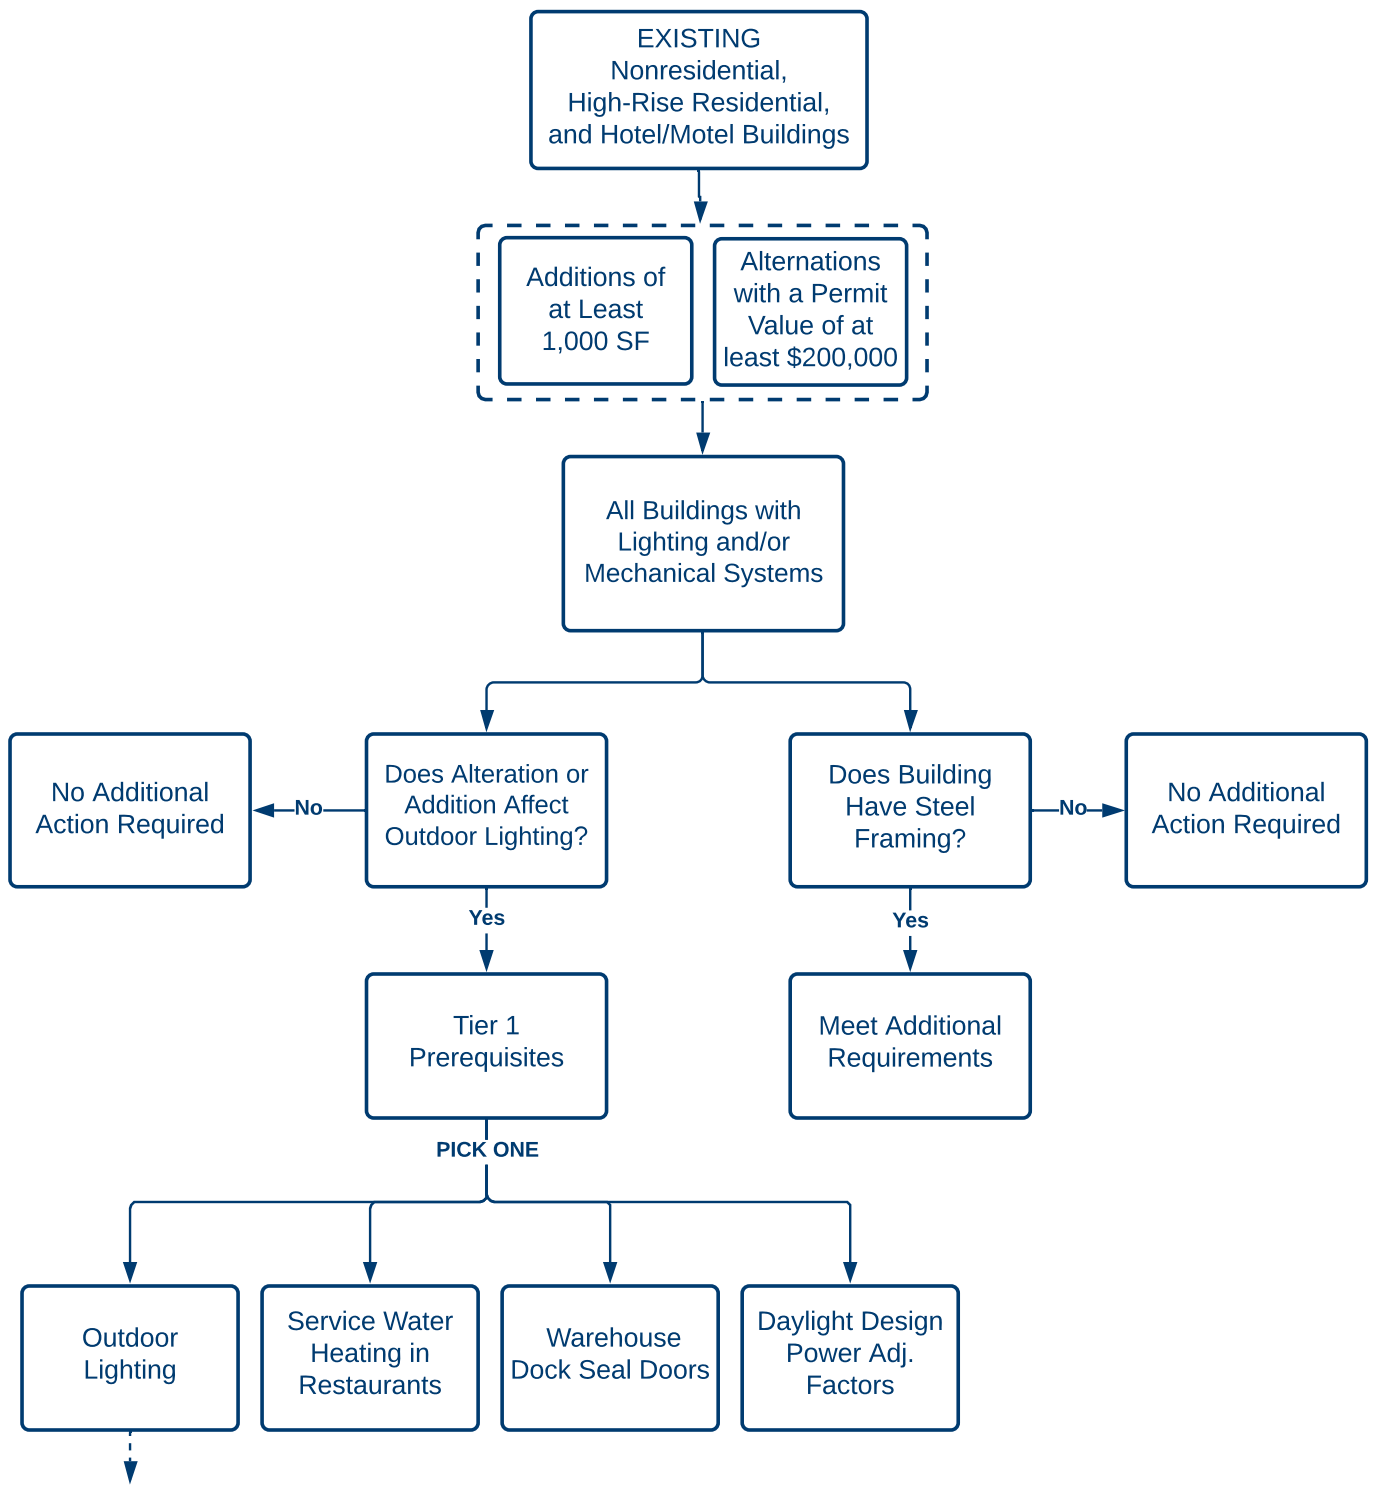 EXISTING
Nonresidential,
High-Rise Residential,
and Hotel/Motel Buildings
Additions of
at Least
1,000 SF
Alternations
with a Permit
Value of at
least $200,000
All Buildings with
Lighting and/or
Mechanical Systems
No Additional
Action Required
No
Does Alteration or
Addition Affect
Outdoor Lighting?
Does Building
Have Steel
Framing?
No
No Additional
Action Required
Yes
Yes
Tier 1
Prerequisites
Meet Additional
Requirements
PICK ONE
Outdoor
Lighting
Service Water
Heating in
Restaurants
Warehouse
Dock Seal Doors
Daylight Design
Power Adj.
Factors